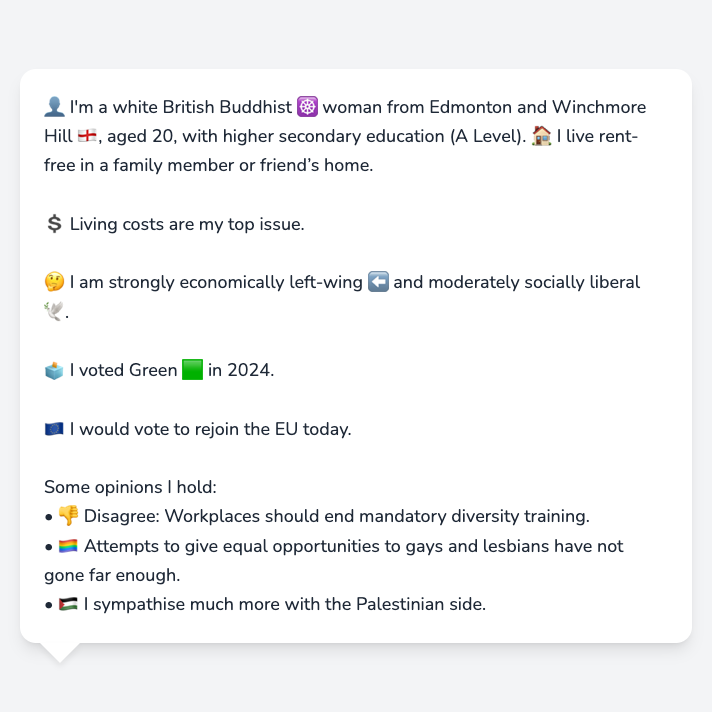 👤 I'm a white British Buddhist ☸️ woman from Edmonton and Winchmore
Hill 🏴󠁧󠁢󠁥󠁮󠁧󠁿, aged 20, with higher secondary education (A Level). 🏠 I live rent-
free in a family member or friend’s home.
💲 Living costs are my top issue.
🤔 I am strongly economically left-wing ⬅️ and moderately socially liberal
🕊️.
🗳️ I voted Green 🟩 in 2024.
🇪🇺 I would vote to rejoin the EU today.
Some opinions I hold:
• 👎 Disagree: Workplaces should end mandatory diversity training.
• 🏳️‍🌈 Attempts to give equal opportunities to gays and lesbians have not
gone far enough.
• 🇵🇸 I sympathise much more with the Palestinian side.